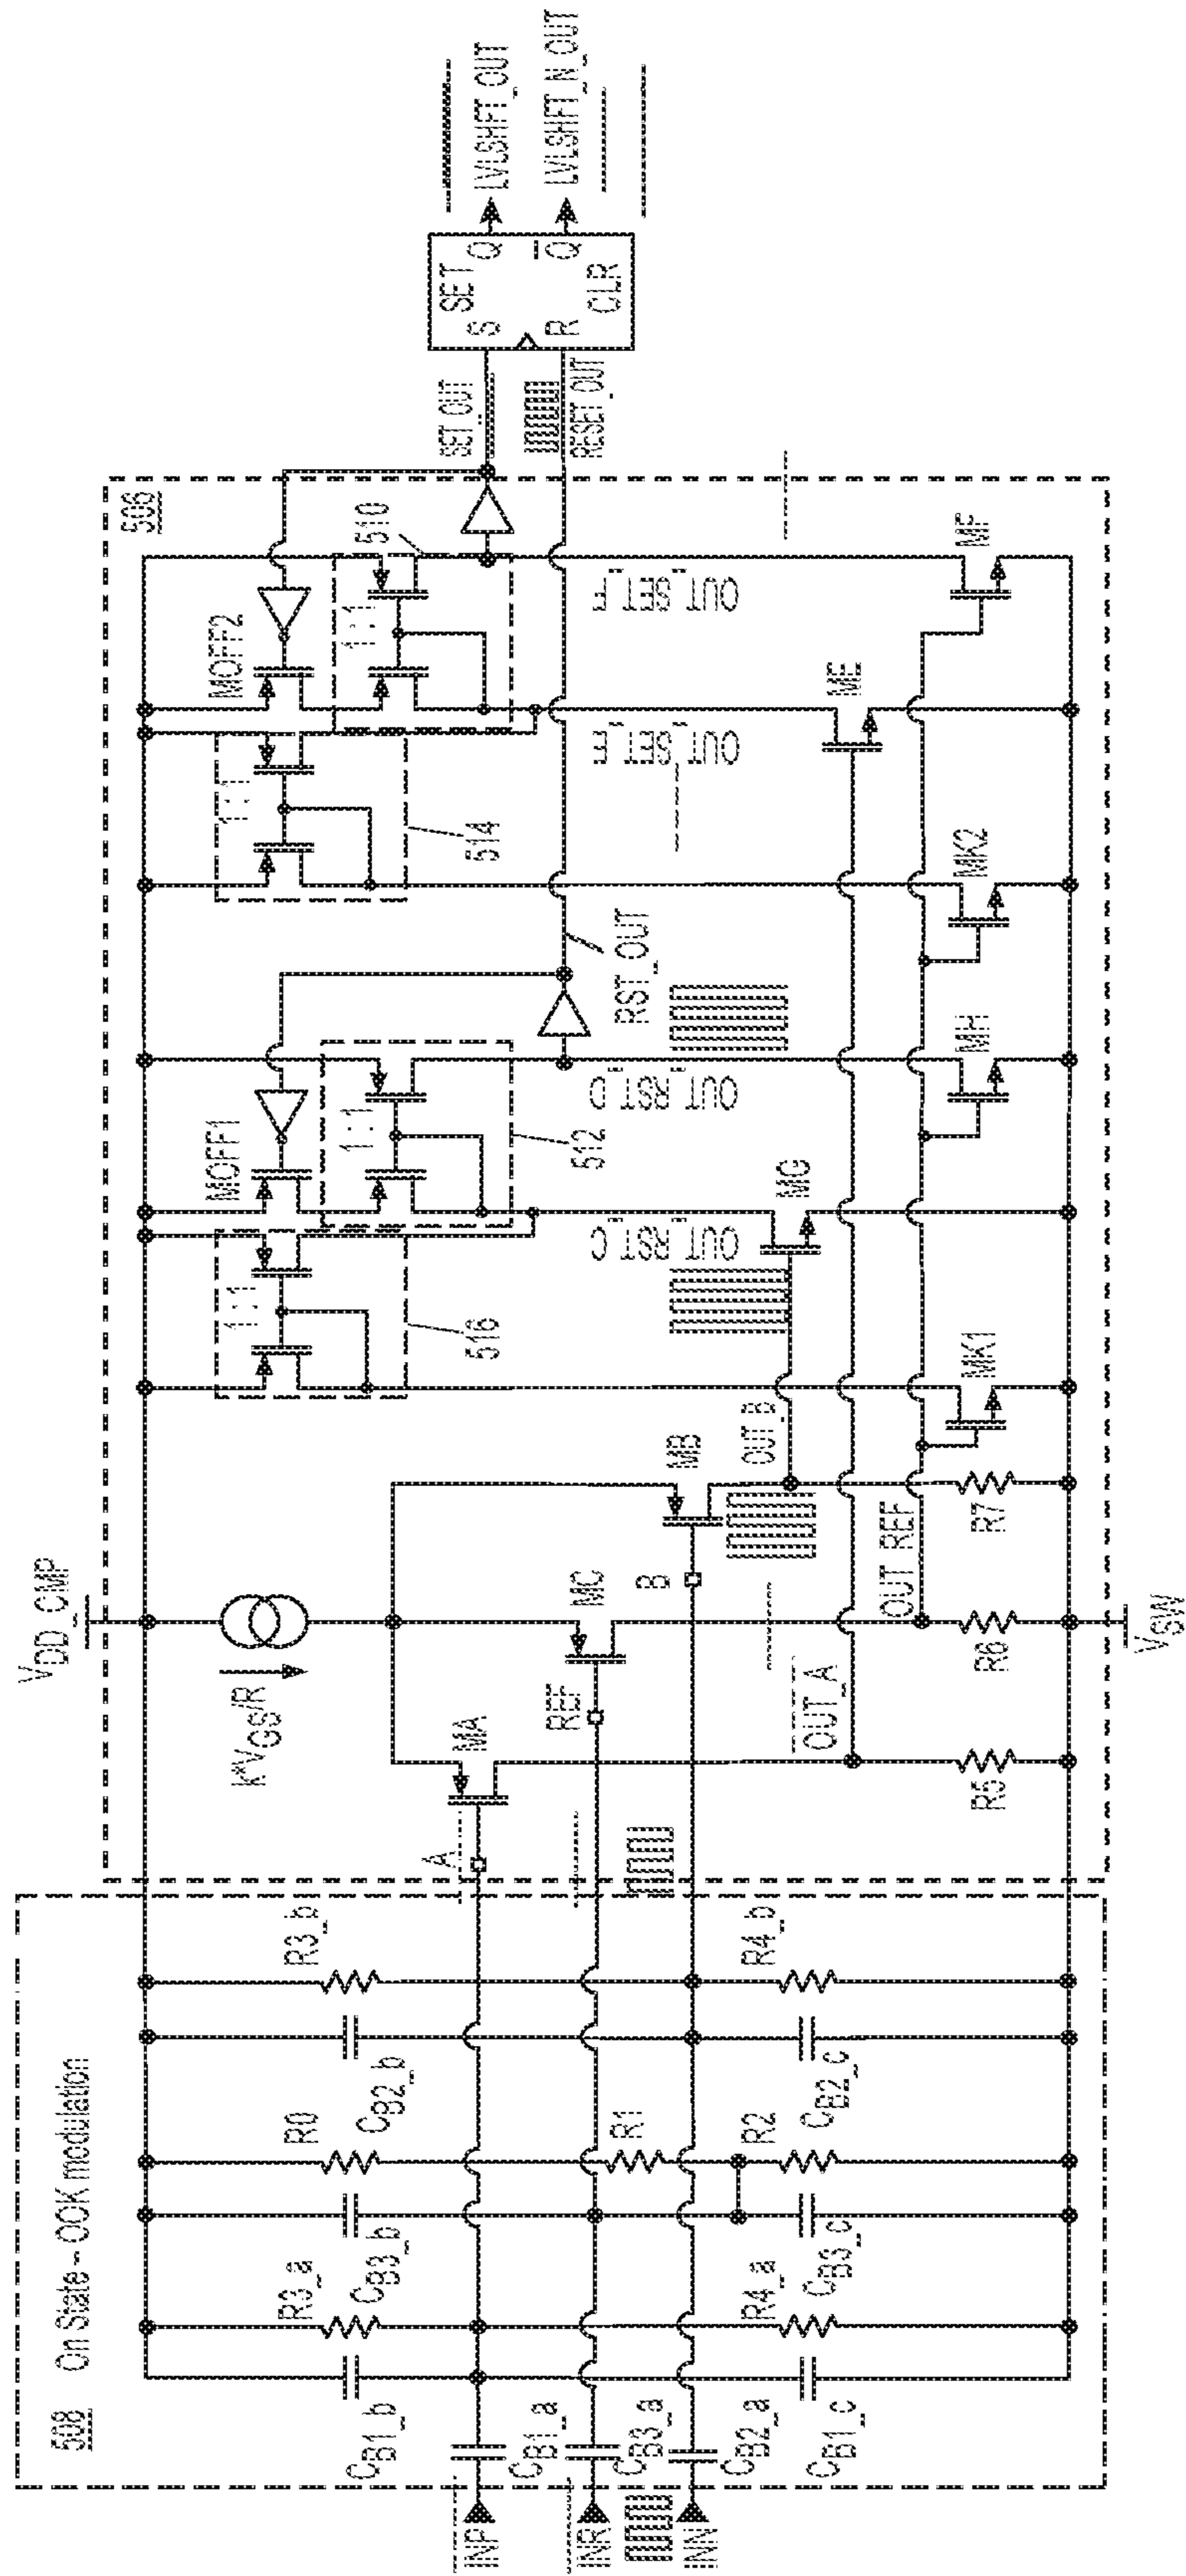 508 On State – OOK modulation
INP
INR
INN
CB1_b
CB1_a
CB3_a
CB2_a
CB1_c
R3_a
CB3_b
R4_a
CB3_c
R0
CB2_b
R1
R2
CB2_c
R3_b
R4_b
506
VDD_CMP
VSW
k*VGS/R
A
MA
REF
MC
B
MB
OUT_A
OUT_REF
OUT_B
R5
R6
R7
MK1
1:1
516
MOFF1
1:1
512
OUT_RST_C
MG
OUT_RST_D
MH
RST_OUT
MK2
1:1
514
MOFF2
1:1
510
OUT_SET_E
ME
OUT_SET_F
MF
SET_OUT
RESET_OUT
S SET Q
R CLR Q
LVLSHFT_OUT
LVLSHFT_N_OUT